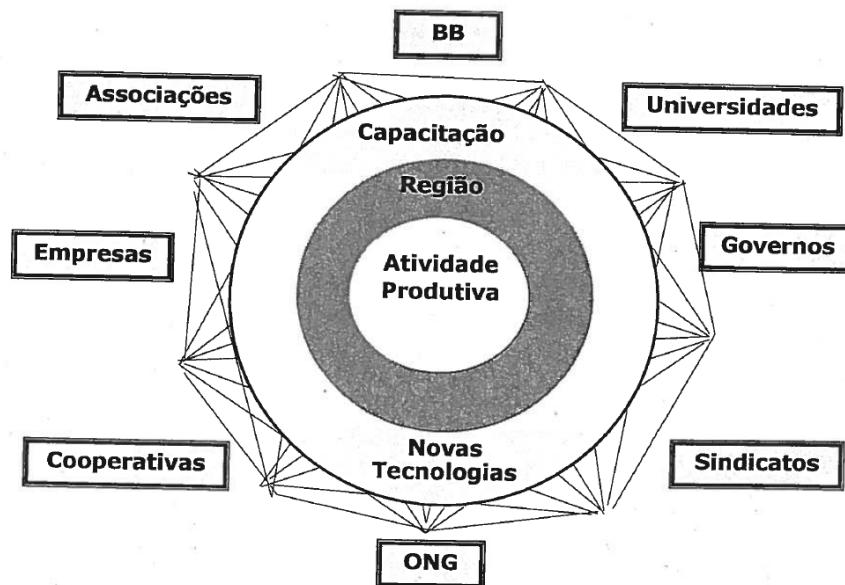 BB
Associações
Universidades
Capacitação
Região
Empresas
Governos
Atividade
Produtiva
Cooperativas
Novas
Tecnologias
Sindicatos
ONG